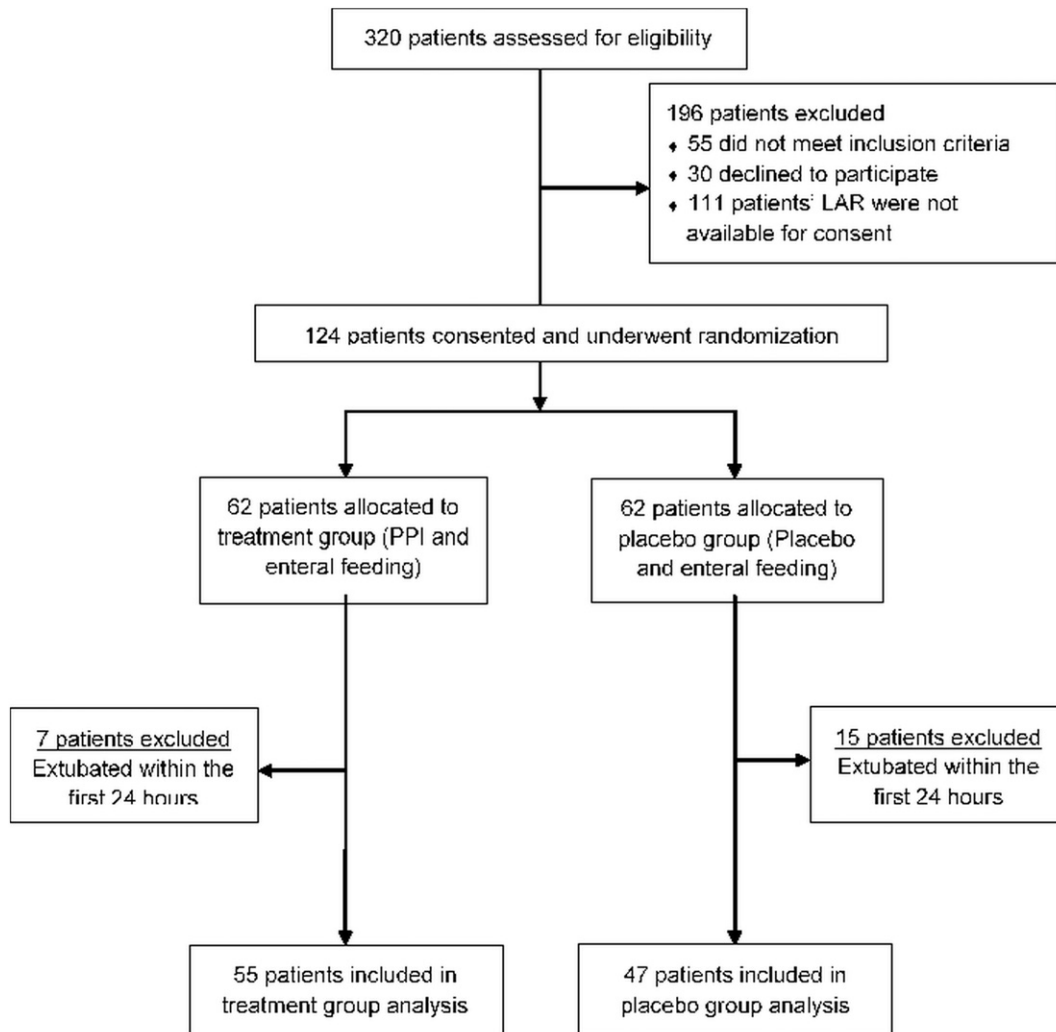 320 patients assessed for eligibility
196 patients excluded
♦ 55 did not meet inclusion criteria
♦ 30 declined to participate
♦ 111 patients' LAR were not
available for consent
124 patients consented and underwent randomization
62 patients allocated to
treatment group (PPI and
enteral feeding)
62 patients allocated to
placebo group (Placebo
and enteral feeding)
7 patients excluded
Extubated within the
first 24 hours
15 patients excluded
Extubated within the
first 24 hours
55 patients included in
treatment group analysis
47 patients included in
placebo group analysis